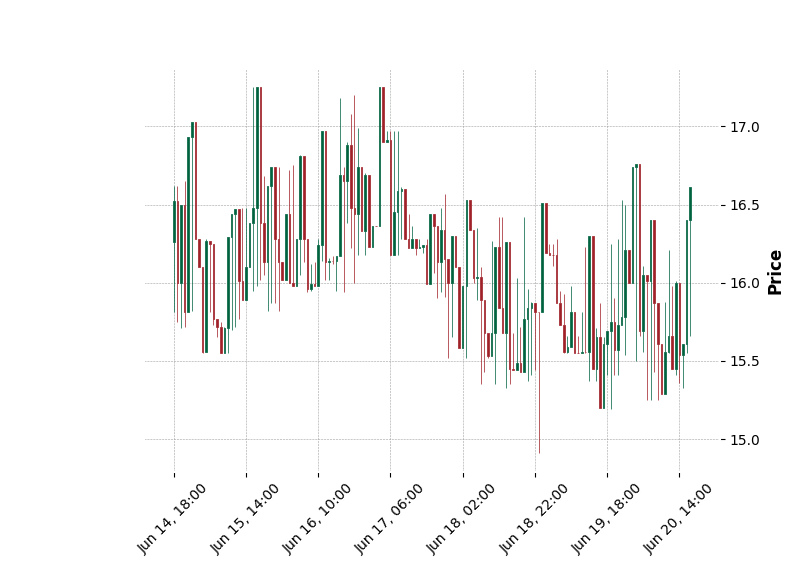 17.0
16.5
16.0
15.5
15.0
Price
Jun 14, 18:00
Jun 15, 14:00
Jun 16, 10:00
Jun 17, 06:00
Jun 18, 02:00
Jun 18, 22:00
Jun 19, 18:00
Jun 20, 14:00